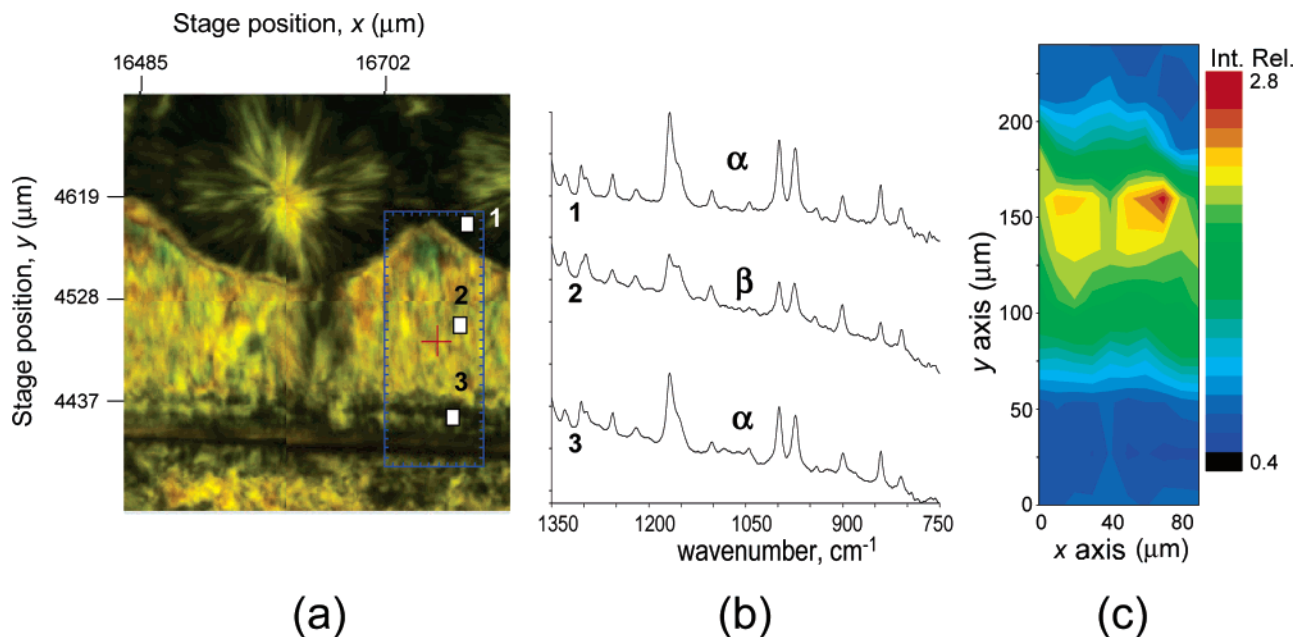 Stage position, x (μm)
16485 16702
Stage position, y (μm)
4619
4528
4437
1
2
3
(a)
α
1
β
2
α
3
1350 1200 1050 900 750
wavenumber, cm-1
(b)
Int. Rel.
2.8
0.4
y axis (μm)
200
150
100
50
0
0 40 80
x axis (μm)
(c)